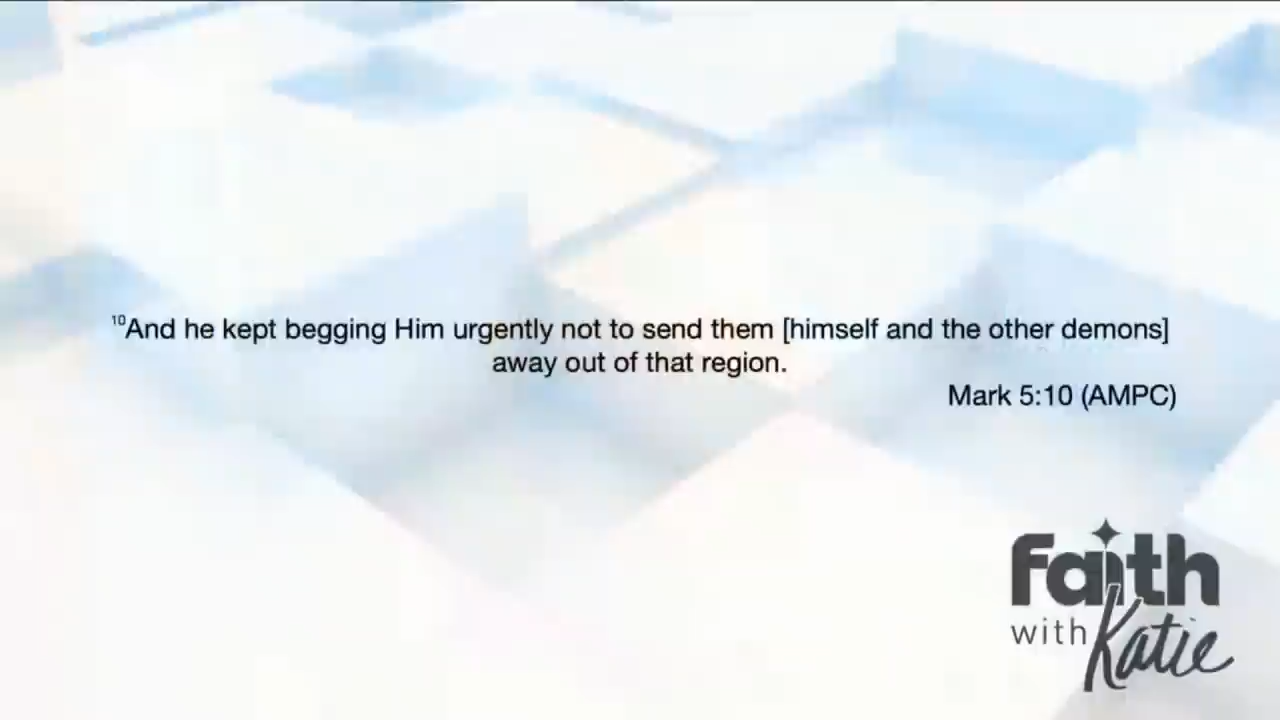 ¹⁰And he kept begging Him urgently not to send them [himself and the other demons]
away out of that region.
Mark 5:10 (AMPC)
faith
with Katie